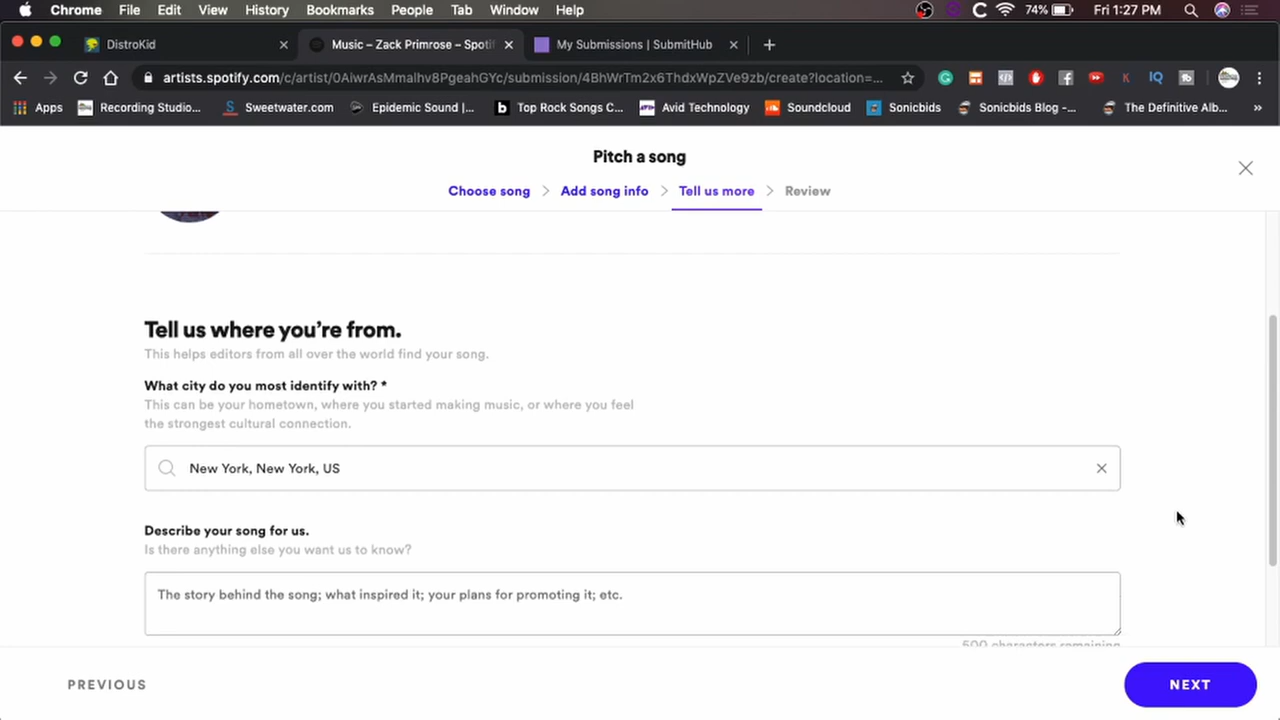 Chrome File Edit View History Bookmarks People Tab Window Help 74% Fri 1:27 PM
DistroKid Music – Zack Primrose – Spotif My Submissions | SubmitHub
artists.spotify.com/c/artist/0AiwrAsMmalhv8PgeahGYc/submission/4BhWrTm2x6ThdxWpZVe9zb/create?location=...
Apps Recording Studio... Sweetwater.com Epidemic Sound |... Top Rock Songs C... Avid Technology Soundcloud Sonicbids Sonicbids Blog -... The Definitive Alb... »
Pitch a song
Choose song Add song info Tell us more Review
Tell us where you're from.
This helps editors from all over the world find your song.
What city do you most identify with? *
This can be your hometown, where you started making music, or where you feel
the strongest cultural connection.
New York, New York, US
Describe your song for us.
Is there anything else you want us to know?
The story behind the song; what inspired it; your plans for promoting it; etc.
500 characters remaining
PREVIOUS NEXT